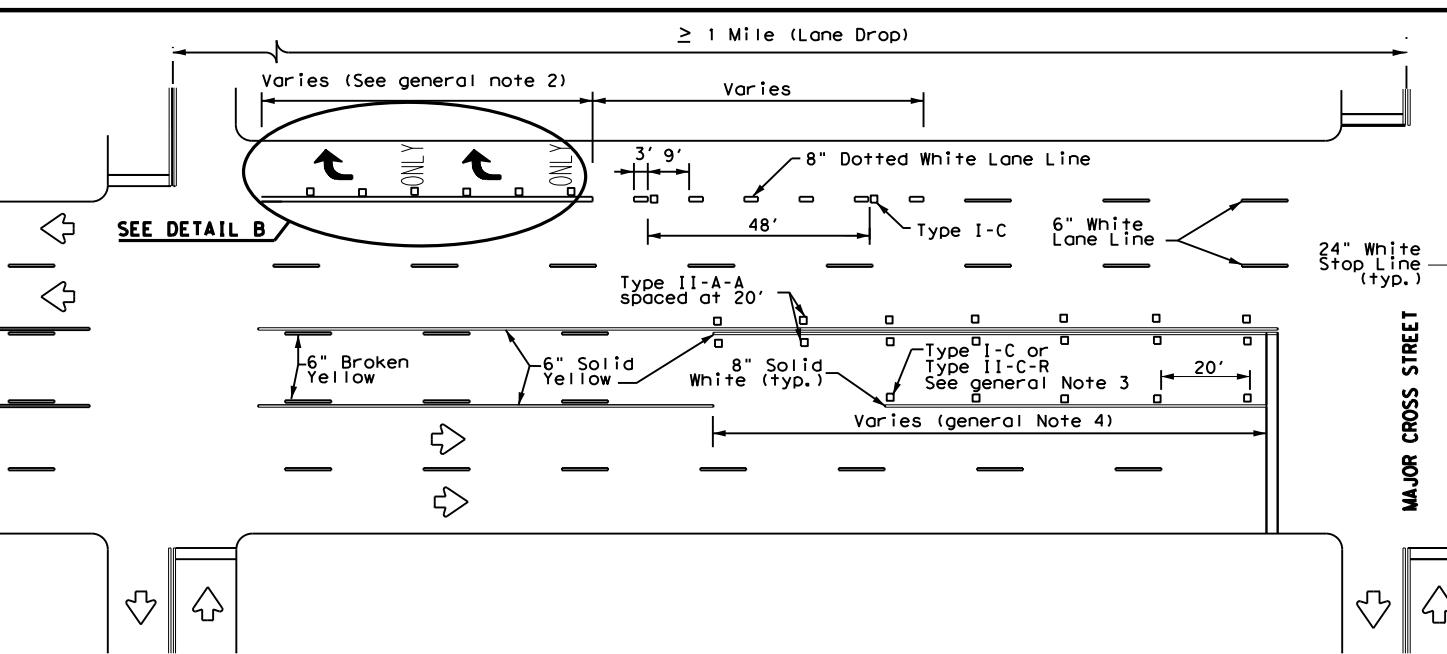 ≥ 1 Mile (Lane Drop)
Varies (See general note 2)
Varies
ONLY
ONLY
3' 9'
8" Dotted White Lane Line
SEE DETAIL B
48'
Type I-C
6" White
Lane Line
24" White
Stop Line
(typ.)
Type II-A-A
spaced at 20'
6" Broken
Yellow
6" Solid
Yellow
8" Solid
White (typ.)
Type I-C or
Type II-C-R
See general Note 3
20'
Varies (general Note 4)
MAJOR CROSS STREET